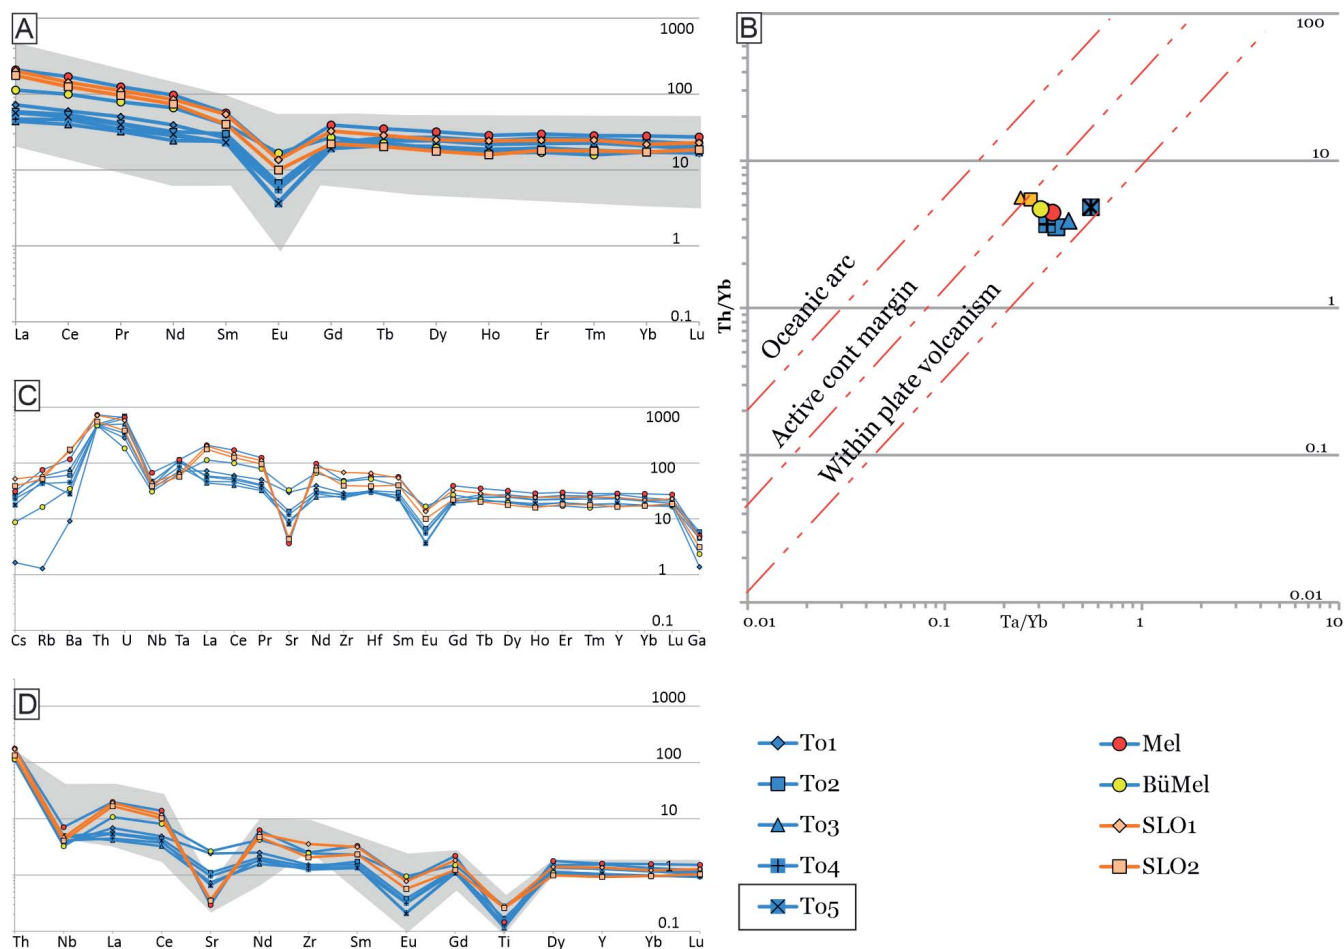 A
1000
100
10
1
0.1
La Ce Pr Nd Sm Eu Gd Tb Dy Ho Er Tm Yb Lu
B
100
10
1
0.1
0.01
Th/Yb
Oceanic arc
Active cont margin
Within plate volcanism
0.01 0.1 Ta/Yb 1 10
C
1000
100
10
1
0.1
Cs Rb Ba Th U Nb Ta La Ce Pr Sr Nd Zr Hf Sm Eu Gd Tb Dy Ho Er Tm Y Yb Lu Ga
D
1000
100
10
1
0.1
Th Nb La Ce Sr Nd Zr Sm Eu Gd Ti Dy Y Yb Lu
To1
To2
To3
To4
To5
Mel
BüMel
SLO1
SLO2